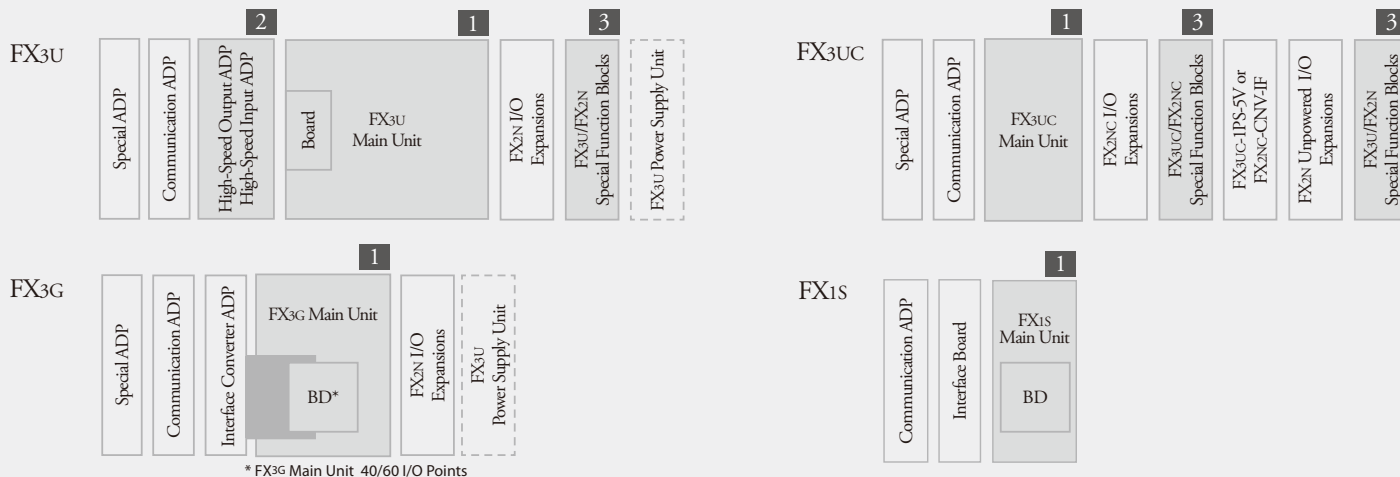 FX3U
Special ADP
Communication ADP
2
High-Speed Output ADP
High-Speed Input ADP
Board
1
FX3U
Main Unit
FX2N I/O
Expansions
3
FX3U/FX2N
Special Function Blocks
FX3U Power Supply Unit
FX3UC
Special ADP
Communication ADP
1
FX3UC
Main Unit
FX2NC I/O
Expansions
3
FX3UC/FX2NC
Special Function Blocks
FX3UC-1PS-5V or
FX2NC-CNV-IF
FX2N Unpowered I/O
Expansions
3
FX3U/FX2N
Special Function Blocks
FX3G
Special ADP
Communication ADP
Interface Converter ADP
1
FX3G Main Unit
BD*
FX2N I/O
Expansions
FX3U
Power Supply Unit
* FX3G Main Unit 40/60 I/O Points
FX1S
Communication ADP
Interface Board
1
FX1S
Main Unit
BD